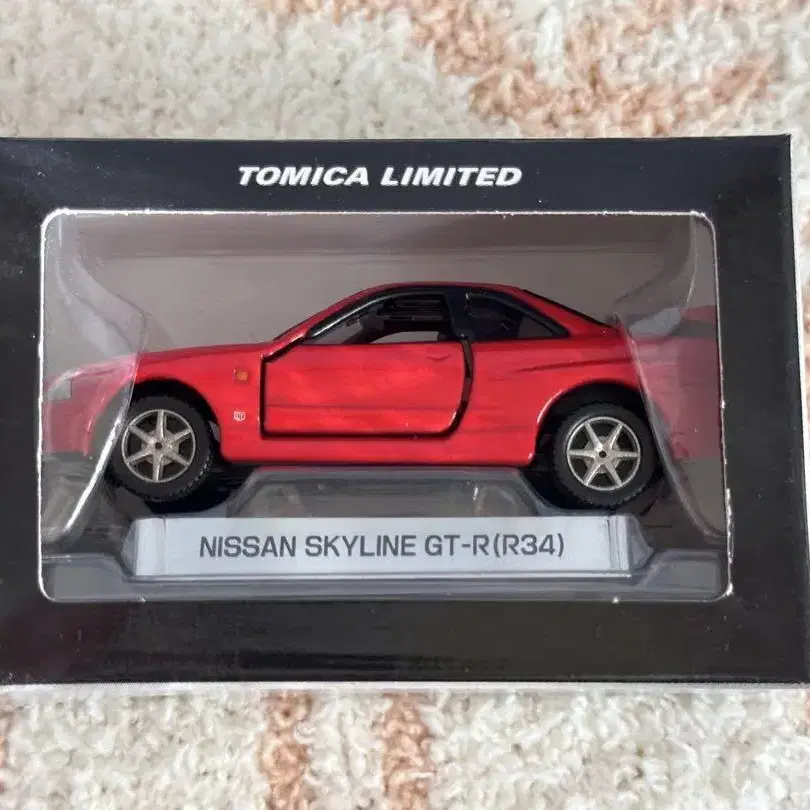 TOMICA LIMITED
NISSAN SKYLINE GT-R(R34)